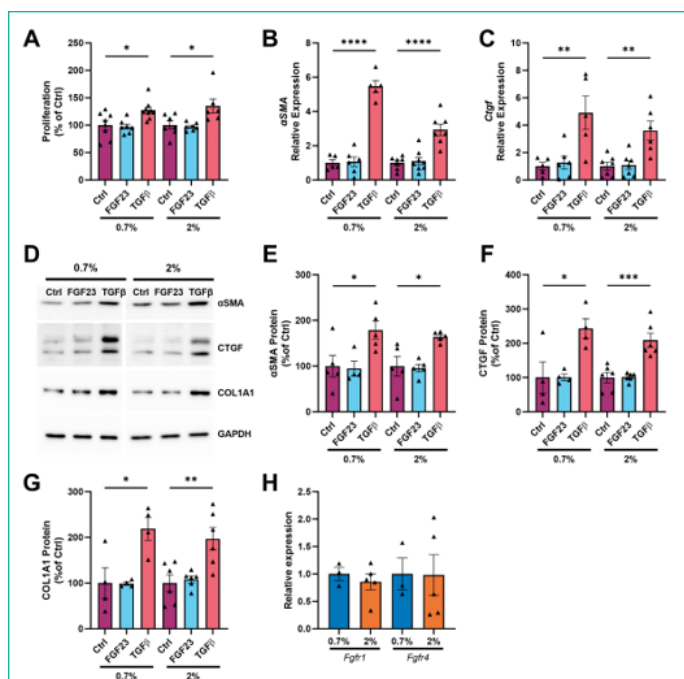 A
Proliferation
(% of Ctrl)
200
150
100
50
0
*
*
Ctrl
FGF23
TGFβ
Ctrl
FGF23
TGFβ
0.7%
2%
B
αSMA
Relative Expression
8
6
4
2
0
****
****
Ctrl
FGF23
TGFβ
Ctrl
FGF23
TGFβ
0.7%
2%
C
Ctgf
Relative Expression
10
8
6
4
2
0
**
**
Ctrl
FGF23
TGFβ
Ctrl
FGF23
TGFβ
0.7%
2%
D
0.7%
2%
Ctrl FGF23 TGFβ
Ctrl FGF23 TGFβ
αSMA
CTGF
COL1A1
GAPDH
E
αSMA Protein
(%of Ctrl)
300
200
100
0
*
*
Ctrl
FGF23
TGFβ
Ctrl
FGF23
TGFβ
0.7%
2%
F
CTGF Protein
(%of Ctrl)
400
300
200
100
0
*
***
Ctrl
FGF23
TGFβ
Ctrl
FGF23
TGFβ
0.7%
2%
G
COL1A1 Protein
(%of Ctrl)
300
200
100
0
*
**
Ctrl
FGF23
TGFβ
Ctrl
FGF23
TGFβ
0.7%
2%
H
Relative expression
2.5
2.0
1.5
1.0
0.5
0.0
0.7% 2% 0.7% 2%
Fgfr1 Fgfr4